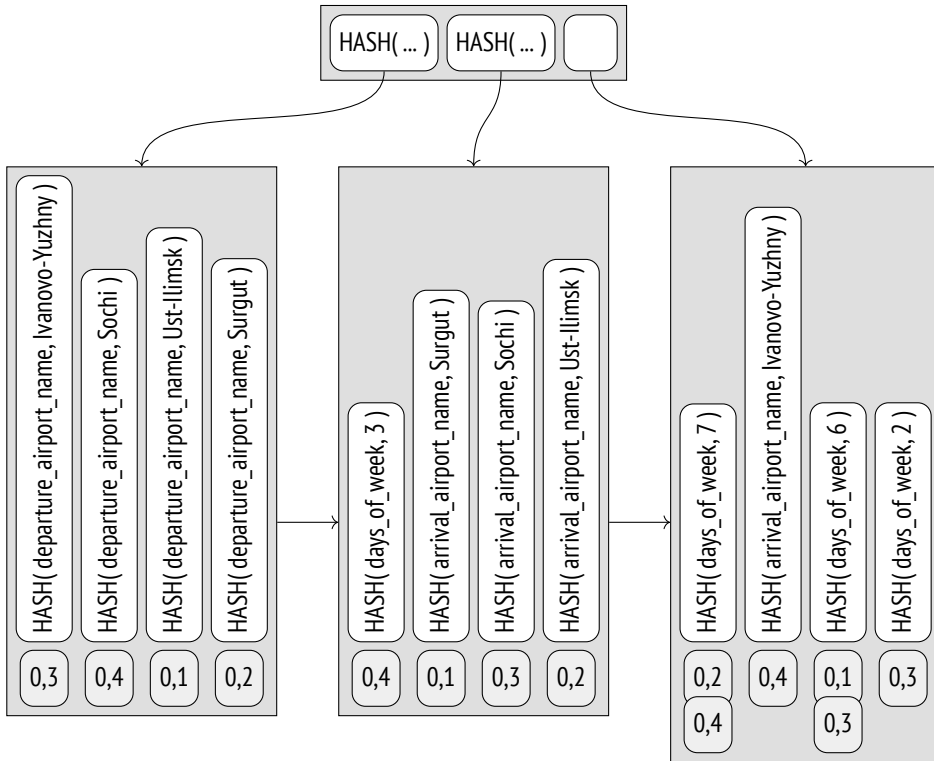 HASH( ... )
HASH( ... )
HASH( departure_airport_name, Ivanovo-Yuzhny )
HASH( departure_airport_name, Sochi )
HASH( departure_airport_name, Ust-Ilimsk )
HASH( departure_airport_name, Surgut )
0,3
0,4
0,1
0,2
HASH( days_of_week, 3 )
HASH( arrival_airport_name, Surgut )
HASH( arrival_airport_name, Sochi )
HASH( arrival_airport_name, Ust-Ilimsk )
0,4
0,1
0,3
0,2
HASH( days_of_week, 7 )
HASH( arrival_airport_name, Ivanovo-Yuzhny )
HASH( days_of_week, 6 )
HASH( days_of_week, 2 )
0,2
0,4
0,1
0,3
0,4
0,3